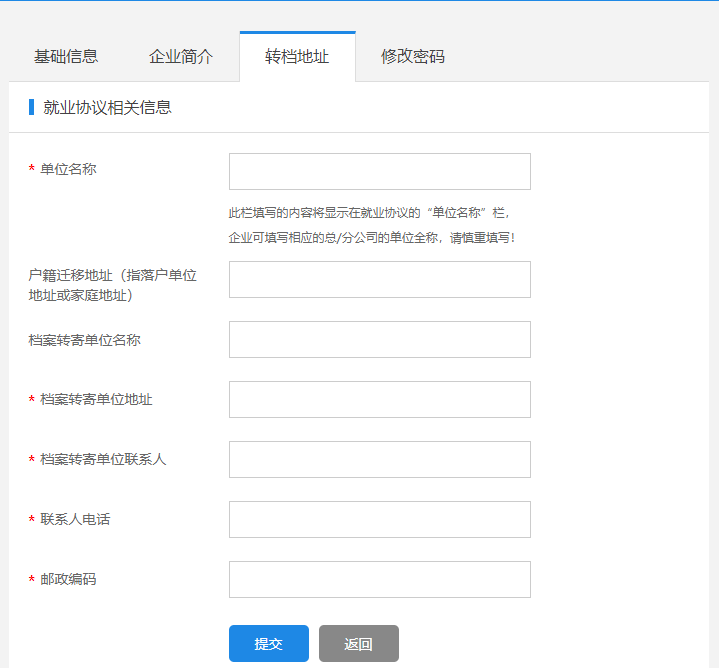 基础信息 企业简介 转档地址 修改密码
就业协议相关信息
* 单位名称
此栏填写的内容将显示在就业协议的“单位名称”栏，
企业可填写相应的总/分公司的单位全称，请慎重填写！
户籍迁移地址（指落户单位
地址或家庭地址）
档案转寄单位名称
* 档案转寄单位地址
* 档案转寄单位联系人
* 联系人电话
* 邮政编码
提交 返回